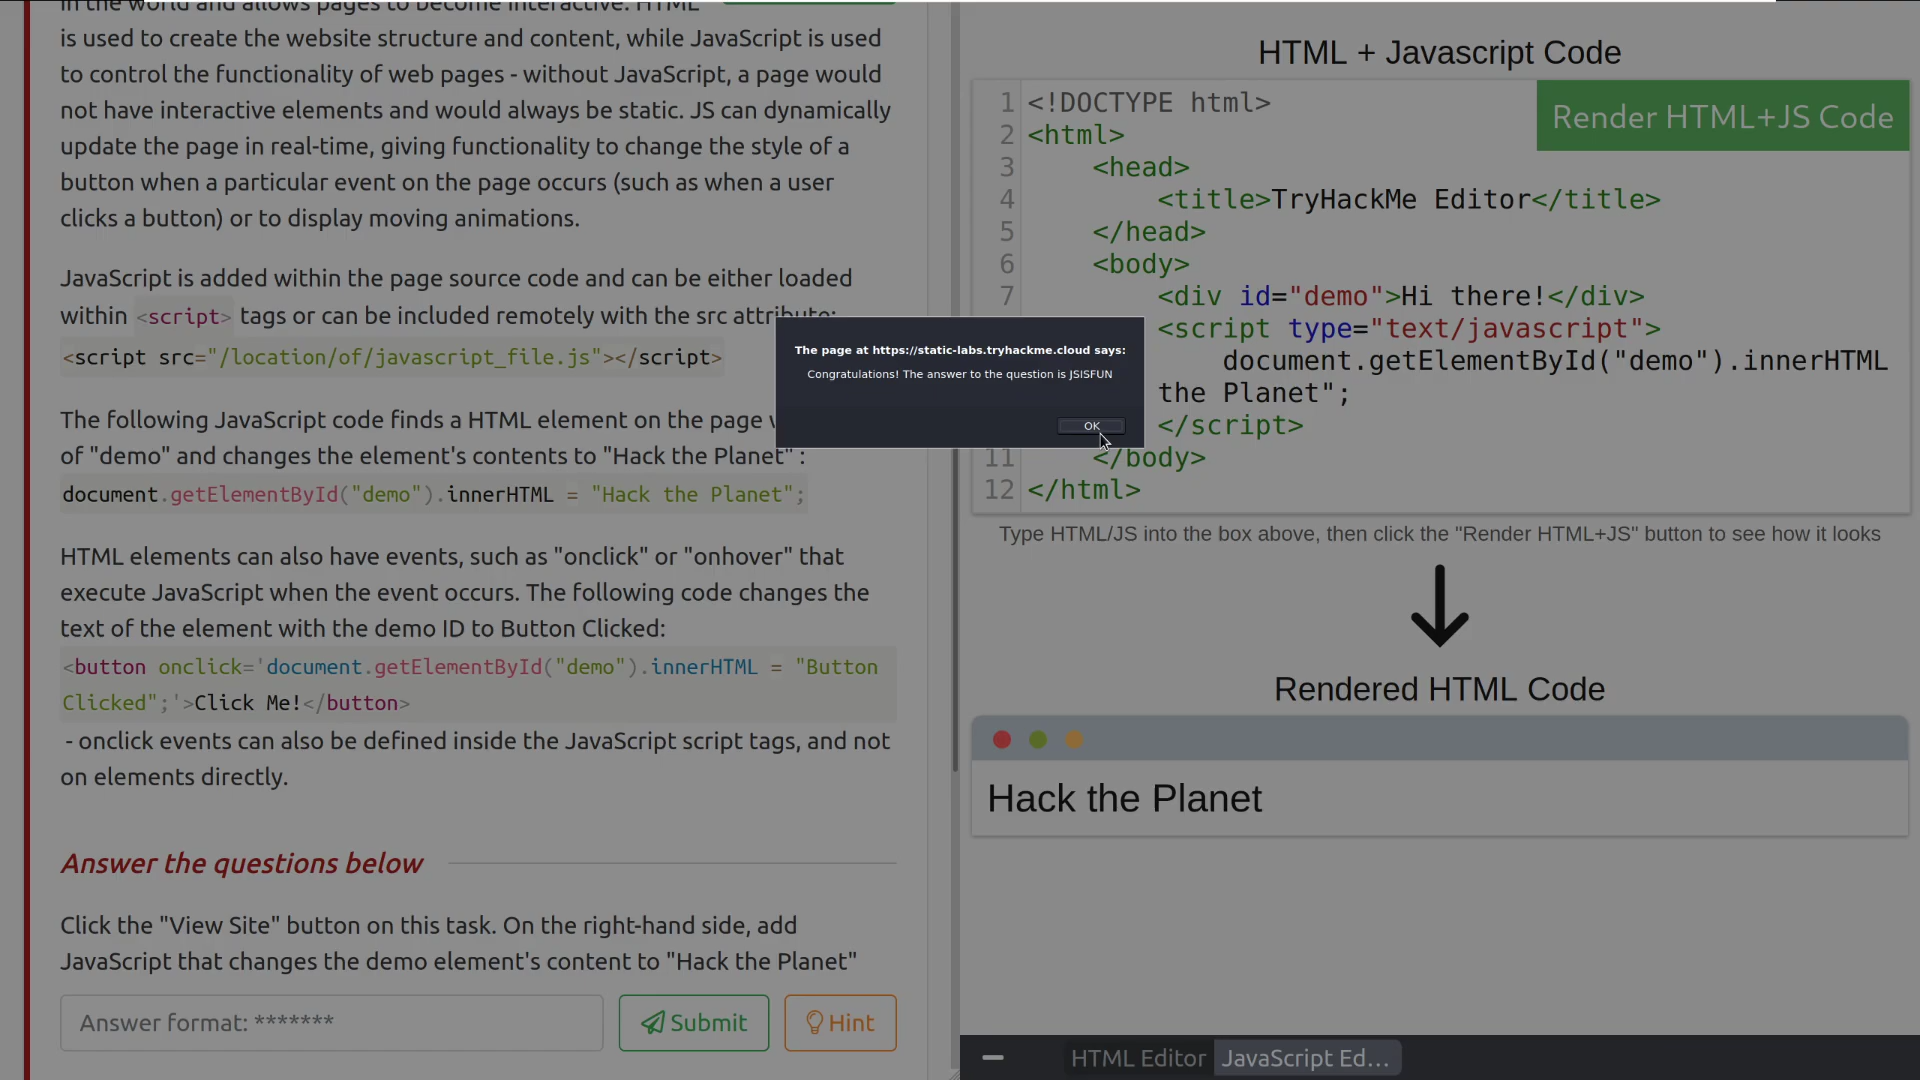 in the world and allows pages to become interactive. HTML
is used to create the website structure and content, while JavaScript is used
to control the functionality of web pages - without JavaScript, a page would
not have interactive elements and would always be static. JS can dynamically
update the page in real-time, giving functionality to change the style of a
button when a particular event on the page occurs (such as when a user
clicks a button) or to display moving animations.
JavaScript is added within the page source code and can be either loaded
within <script> tags or can be included remotely with the src attribute:
<script src="/location/of/javascript_file.js"></script>
The following JavaScript code finds a HTML element on the page
of "demo" and changes the element's contents to "Hack the Planet" :
document.getElementById("demo").innerHTML = "Hack the Planet";
HTML elements can also have events, such as "onclick" or "onhover" that
execute JavaScript when the event occurs. The following code changes the
text of the element with the demo ID to Button Clicked:
<button onclick='document.getElementById("demo").innerHTML = "Button
Clicked";'>Click Me!</button>
- onclick events can also be defined inside the JavaScript script tags, and not
on elements directly.
Answer the questions below
Click the "View Site" button on this task. On the right-hand side, add
JavaScript that changes the demo element's content to "Hack the Planet"
Answer format: *******
Submit
Hint
The page at https://static-labs.tryhackme.cloud says:
Congratulations! The answer to the question is JSISFUN
OK
HTML + Javascript Code
Render HTML+JS Code
1 <!DOCTYPE html>
2 <html>
3 <head>
4 <title>TryHackMe Editor</title>
5 </head>
6 <body>
7 <div id="demo">Hi there!</div>
<script type="text/javascript">
document.getElementById("demo").innerHTML
the Planet";
</script>
11 </body>
12 </html>
Type HTML/JS into the box above, then click the "Render HTML+JS" button to see how it looks
Rendered HTML Code
Hack the Planet
HTML Editor
JavaScript Ed...